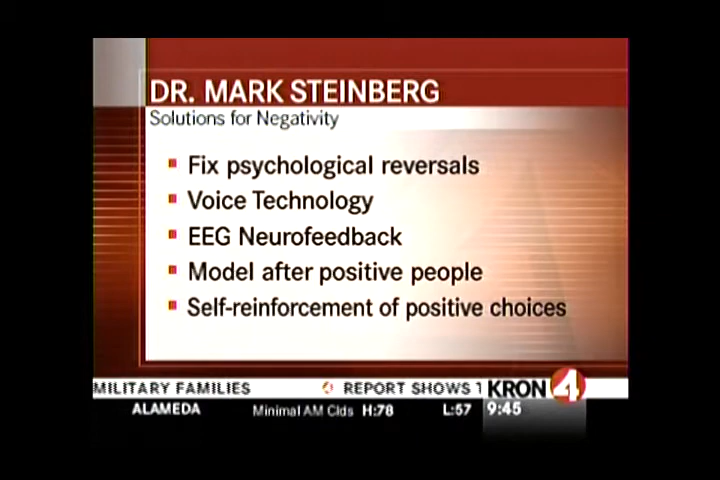 DR. MARK STEINBERG
Solutions for Negativity
Fix psychological reversals
Voice Technology
EEG Neurofeedback
Model after positive people
Self-reinforcement of positive choices
MILITARY FAMILIES REPORT SHOWS KRON 4
ALAMEDA Minimal AM Clds H:78 L:57 9:45